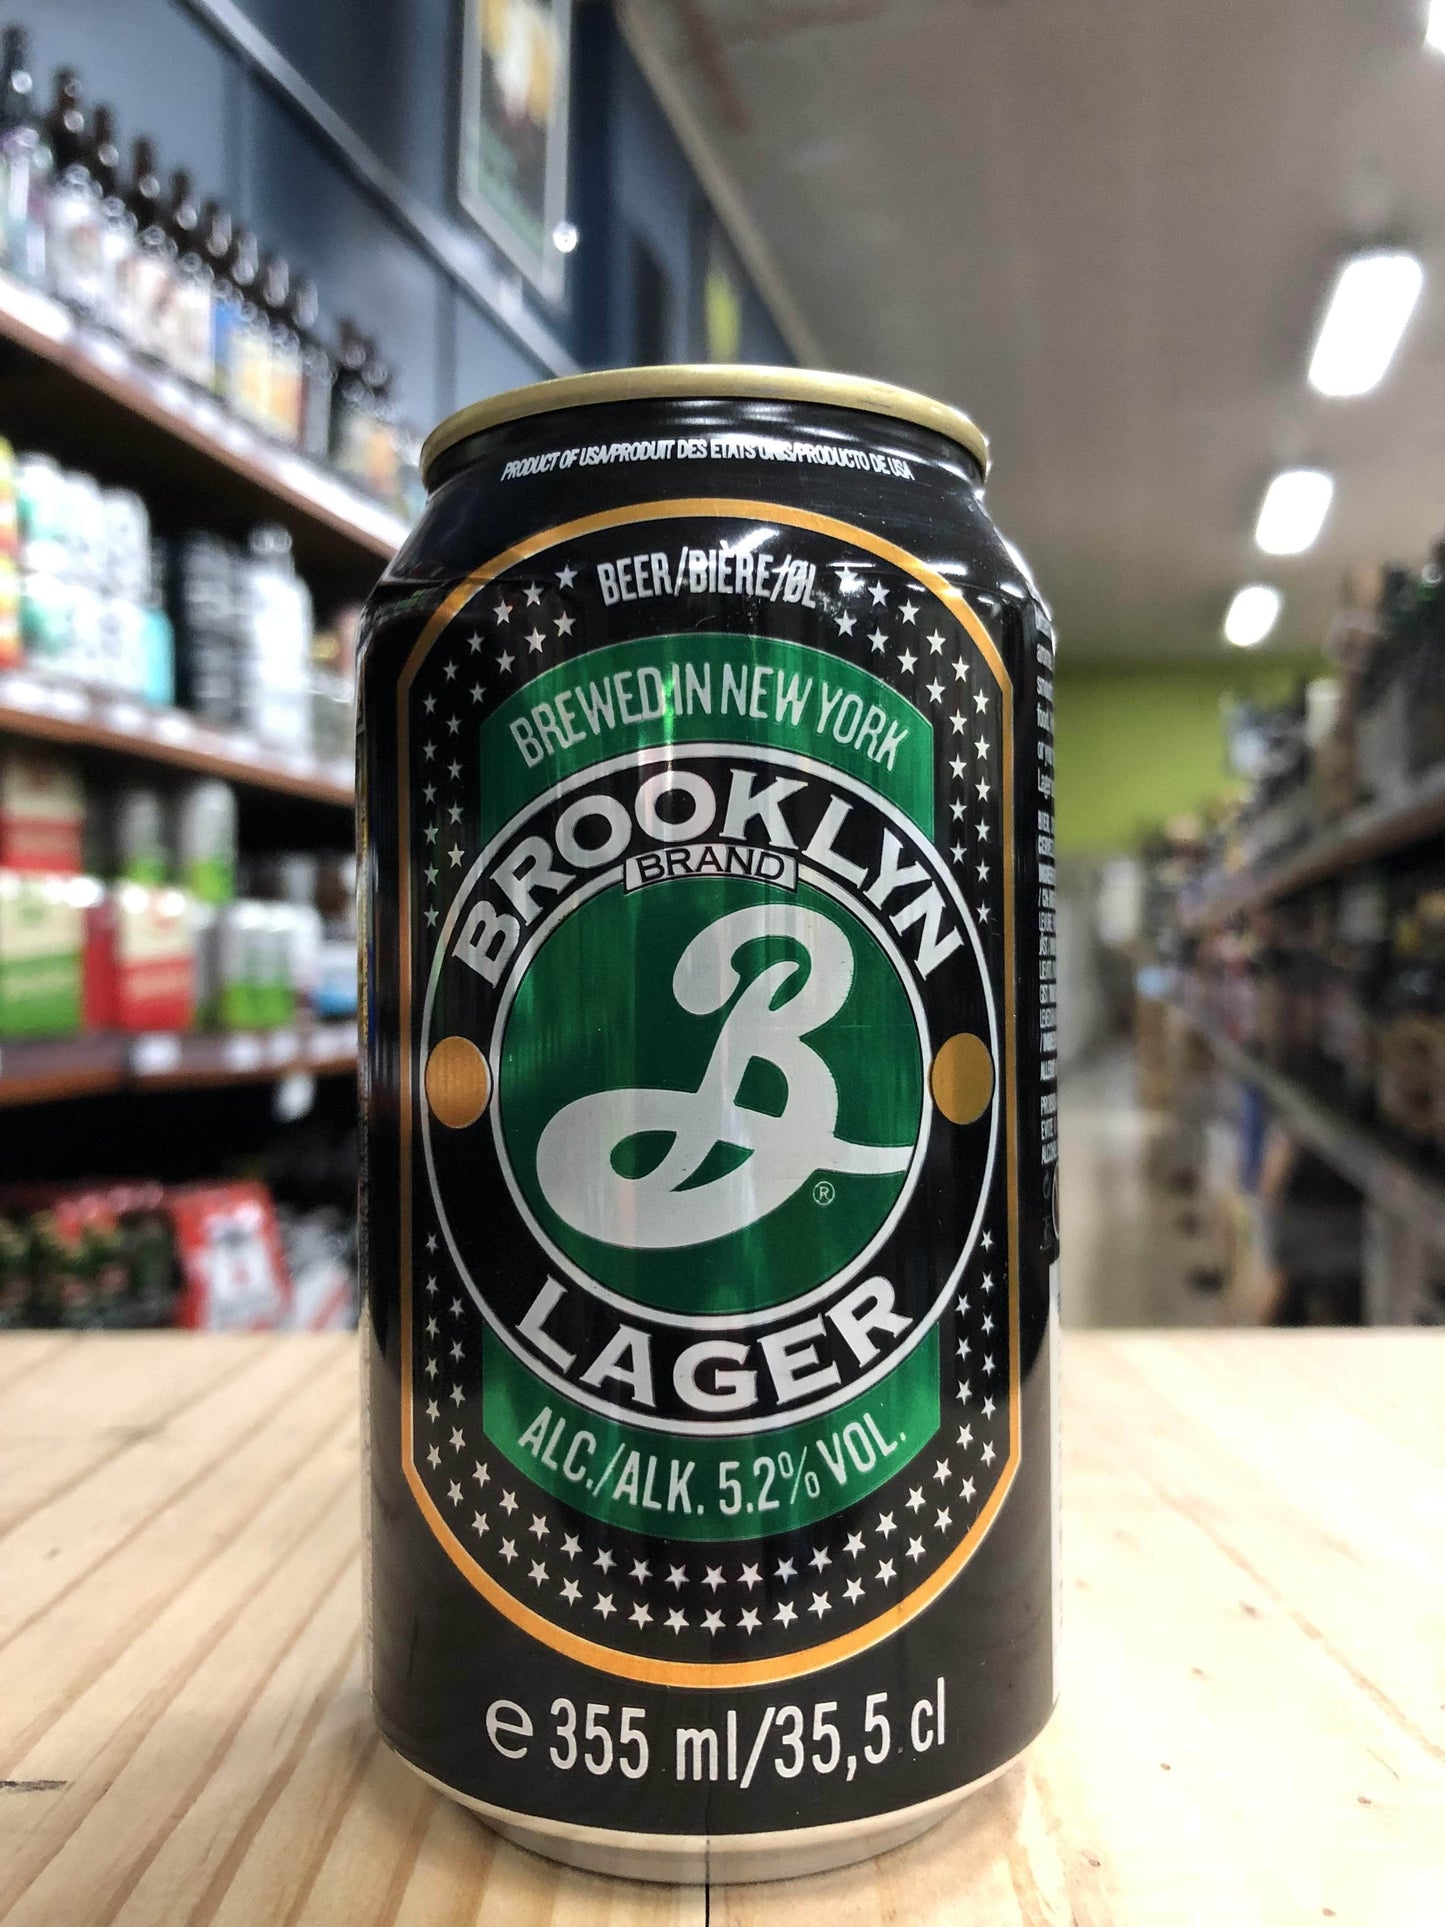 PRODUCT OF USA/PRODUIT DES ETATS UNIS/PRODUCTO DE USA
BEER/BIÈRE/ØL
BREWED IN NEW YORK
BROOKLYN
BRAND
B
®
LAGER
ALC./ALK. 5.2% VOL.
e 355 ml/35,5 cl